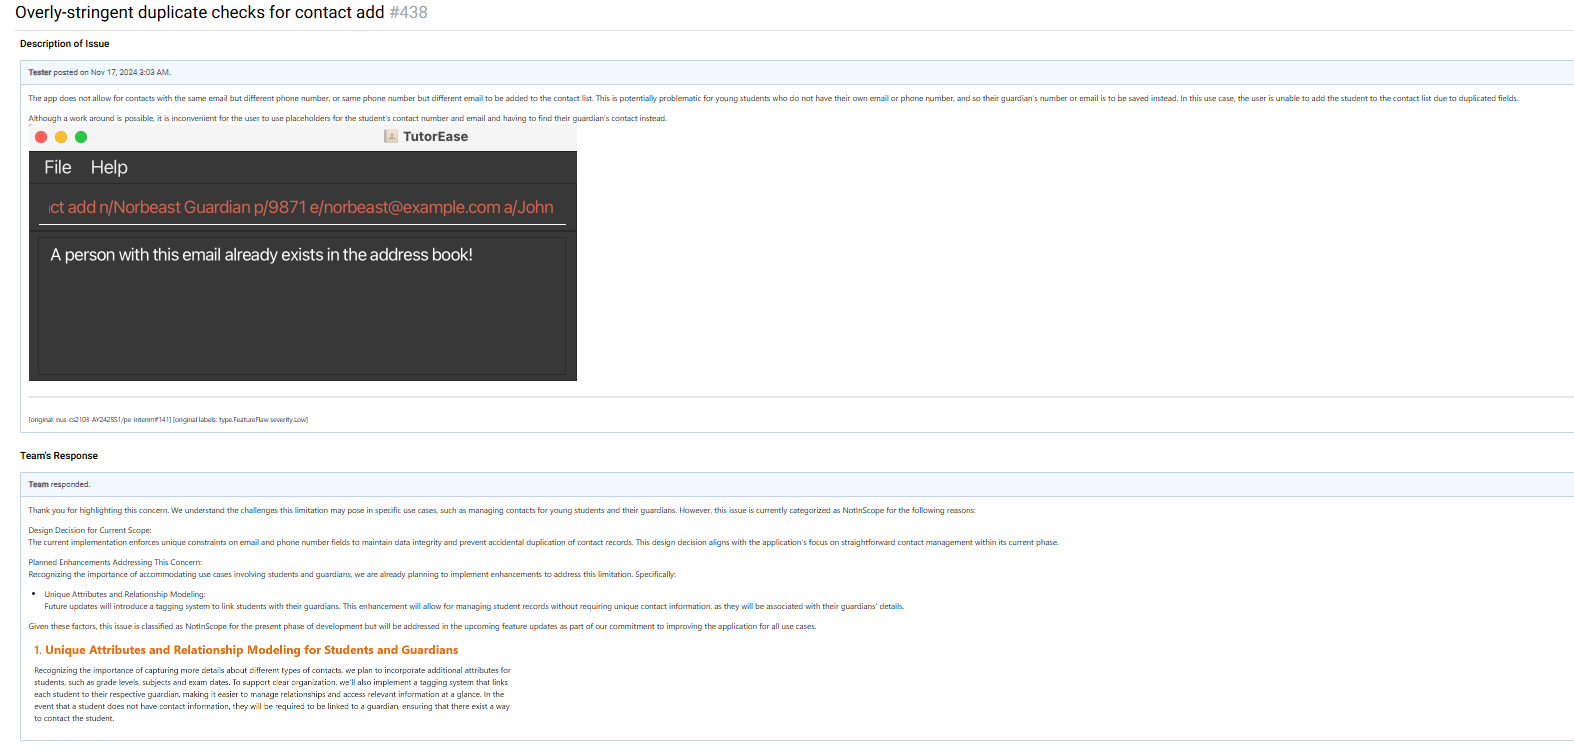 Overly-stringent duplicate checks for contact add #438
Description of Issue
Tester posted on Nov 17, 2024 3:03 AM.
The app does not allow for contacts with the same email but different phone number, or same phone number but different email to be added to the contact list. This is potentially problematic for young students who do not have their own email or phone number, and so their guardian's number or email is to be saved instead. In this use case, the user is unable to add the student to the contact list due to duplicated fields.
Although a work around is possible, it is inconvenient for the user to use placeholders for the student's contact number and email and having to find their guardian's contact instead.
TutorEase
File Help
ct add n/Norbeast Guardian p/9871 e/norbeast@example.com a/John
A person with this email already exists in the address book!
[original: nus-cs2103-AY2425S1/pe-interim#141] [original labels: type.FeatureFlaw severity.Low]
Team's Response
Team responded.
Thank you for highlighting this concern. We understand the challenges this limitation may pose in specific use cases, such as managing contacts for young students and their guardians. However, this issue is currently categorized as NotInScope for the following reasons:
Design Decision for Current Scope:
The current implementation enforces unique constraints on email and phone number fields to maintain data integrity and prevent accidental duplication of contact records. This design decision aligns with the application's focus on straightforward contact management within its current phase.
Planned Enhancements Addressing This Concern:
Recognizing the importance of accommodating use cases involving students and guardians, we are already planning to implement enhancements to address this limitation. Specifically:
• Unique Attributes and Relationship Modeling:
Future updates will introduce a tagging system to link students with their guardians. This enhancement will allow for managing student records without requiring unique contact information, as they will be associated with their guardians' details.
Given these factors, this issue is classified as NotInScope for the present phase of development but will be addressed in the upcoming feature updates as part of our commitment to improving the application for all use cases.
1. Unique Attributes and Relationship Modeling for Students and Guardians
Recognizing the importance of capturing more details about different types of contacts, we plan to incorporate additional attributes for
students, such as grade levels, subjects and exam dates. To support clear organization, we'll also implement a tagging system that links
each student to their respective guardian, making it easier to manage relationships and access relevant information at a glance. In the
event that a student does not have contact information, they will be required to be linked to a guardian, ensuring that there exist a way
to contact the student.